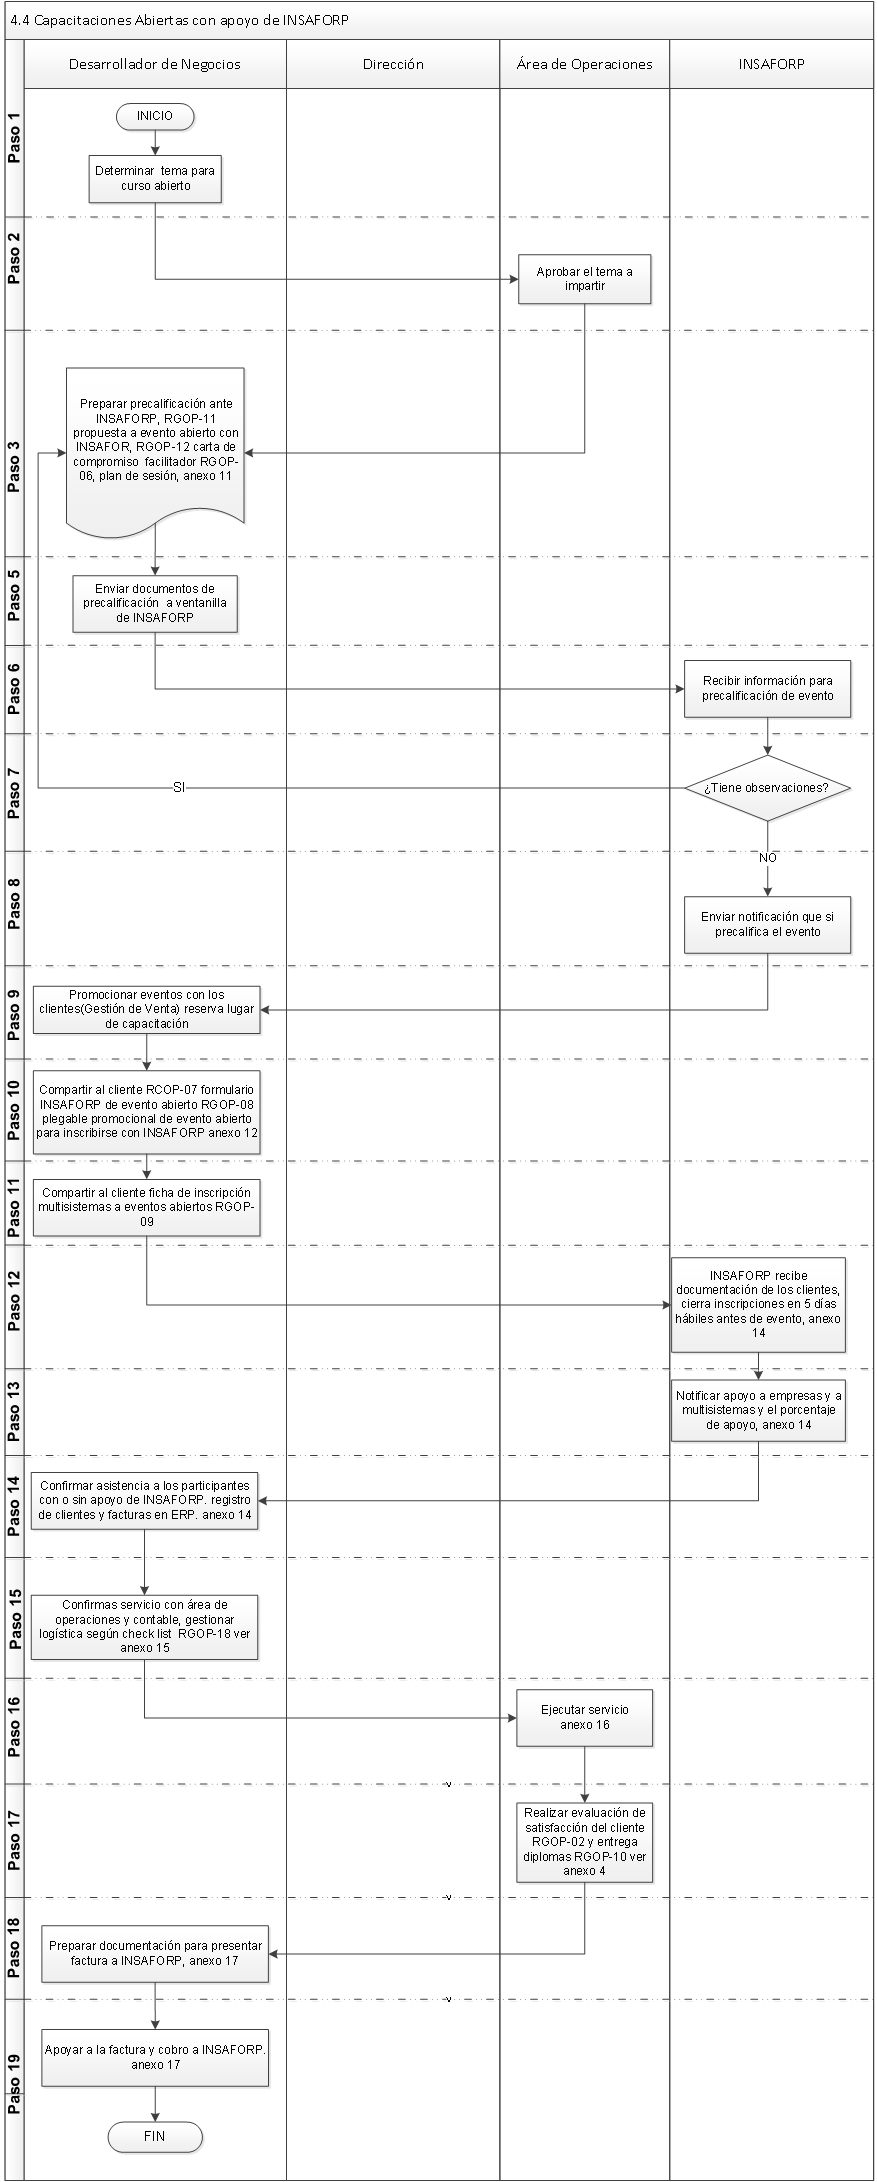 4.4 Capacitaciones Abiertas con apoyo de INSAFORP
Desarrollador de Negocios
Dirección
Área de Operaciones
INSAFORP
Paso 1
INICIO
Determinar tema para
curso abierto
Paso 2
Aprobar el tema a
impartir
Paso 3
Preparar precalificación ante
INSAFORP, RGOP-11
propuesta a evento abierto con
INSAFOR, RGOP-12 carta de
compromiso facilitador RGOP-
06, plan de sesión, anexo 11
Paso 5
Enviar documentos de
precalificación a ventanilla
de INSAFORP
Paso 6
Recibir información para
precalificación de evento
Paso 7
SI
¿Tiene observaciones?
NO
Paso 8
Enviar notificación que si
precalifica el evento
Paso 9
Promocionar eventos con los
clientes(Gestión de Venta) reserva lugar
de capacitación
Paso 10
Compartir al cliente RCOP-07 formulario
INSAFORP de evento abierto RGOP-08
plegable promocional de evento abierto
para inscribirse con INSAFORP anexo 12
Paso 11
Compartir al cliente ficha de inscripción
multisistemas a eventos abiertos RGOP-
09
Paso 12
INSAFORP recibe
documentación de los clientes,
cierra inscripciones en 5 días
hábiles antes de evento, anexo
14
Paso 13
Notificar apoyo a empresas y a
multisistemas y el porcentaje
de apoyo, anexo 14
Paso 14
Confirmar asistencia a los participantes
con o sin apoyo de INSAFORP. registro
de clientes y facturas en ERP. anexo 14
Paso 15
Confirmas servicio con área de
operaciones y contable, gestionar
logística según check list RGOP-18 ver
anexo 15
Paso 16
Ejecutar servicio
anexo 16
Paso 17
Realizar evaluación de
satisfacción del cliente
RGOP-02 y entrega
diplomas RGOP-10 ver
anexo 4
Paso 18
Preparar documentación para presentar
factura a INSAFORP, anexo 17
Paso 19
Apoyar a la factura y cobro a INSAFORP.
anexo 17
FIN